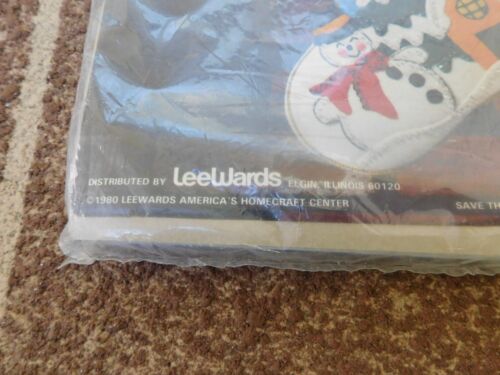 DISTRIBUTED BY LeeWards ELGIN, ILLINOIS 60120
©1980 LEEWARDS AMERICA'S HOMECRAFT CENTER
SAVE TH